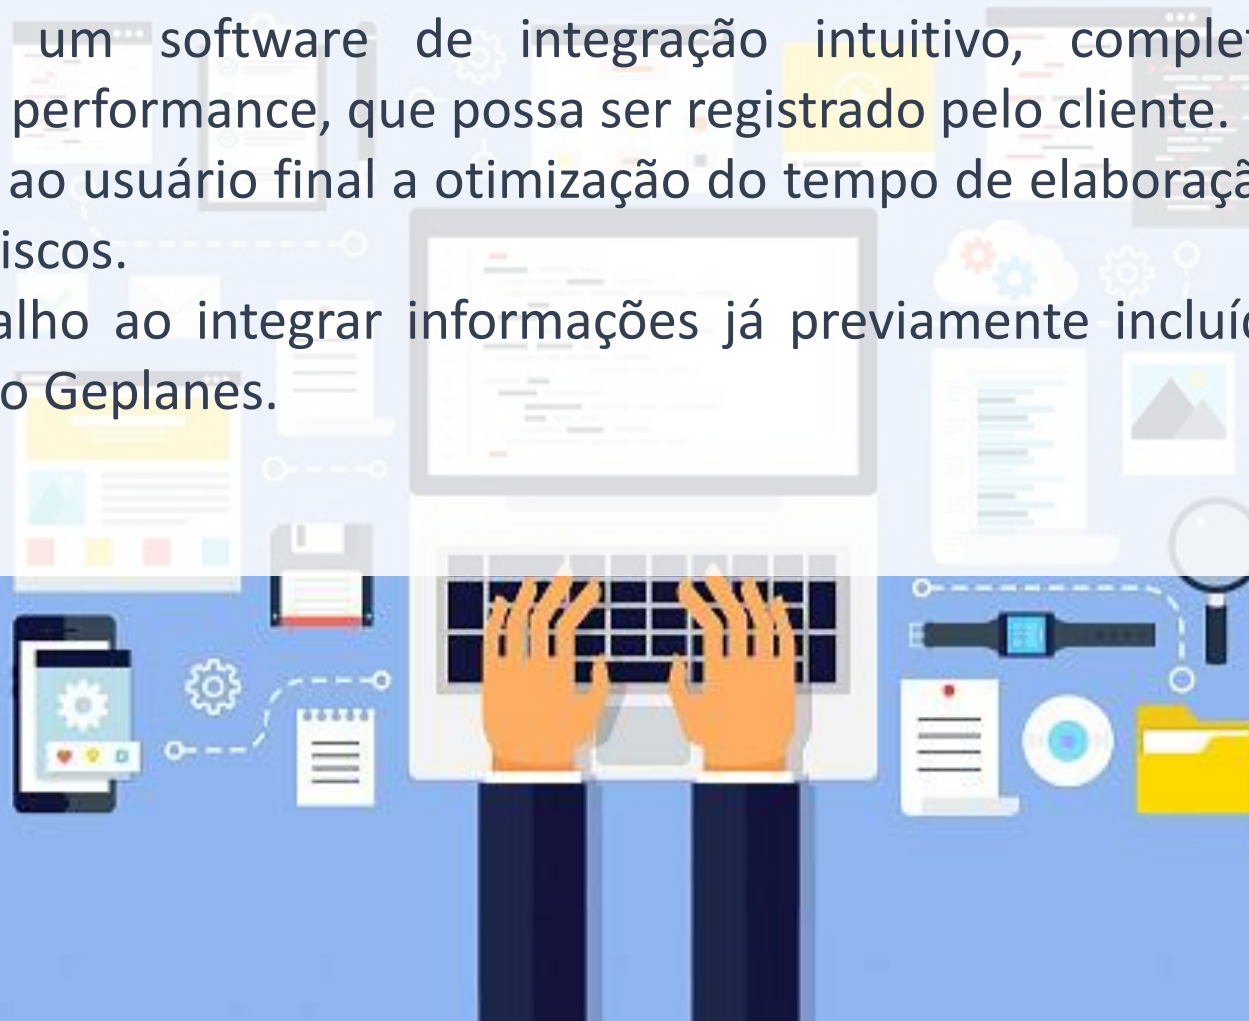 um software de integração intuitivo, complet
performance, que possa ser registrado pelo cliente.
ao usuário final a otimização do tempo de elaboraçã
iscos.
alho ao integrar informações já previamente incluíd
o Geplanes.